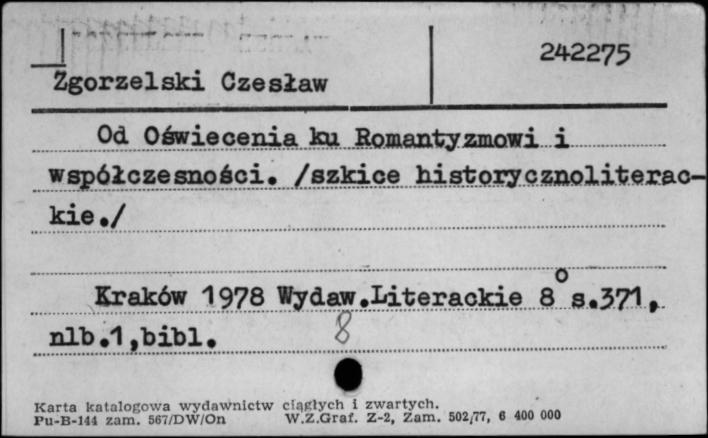 242275
Zgorzelski Czesław
Od Oświecenia ku Romantyzmowi i
współczesności. /szkice historycznoliterac-
kie./
Kraków 1978 Wydaw.Literackie 8° s.371,
nlb.1,bibl.
8
Karta katalogowa wydawnictw ciągłych i zwartych.
Pu-B-144 zam. 567/DW/On W.Z.Graf. Z-2, Zam. 502/77, 6 400 000